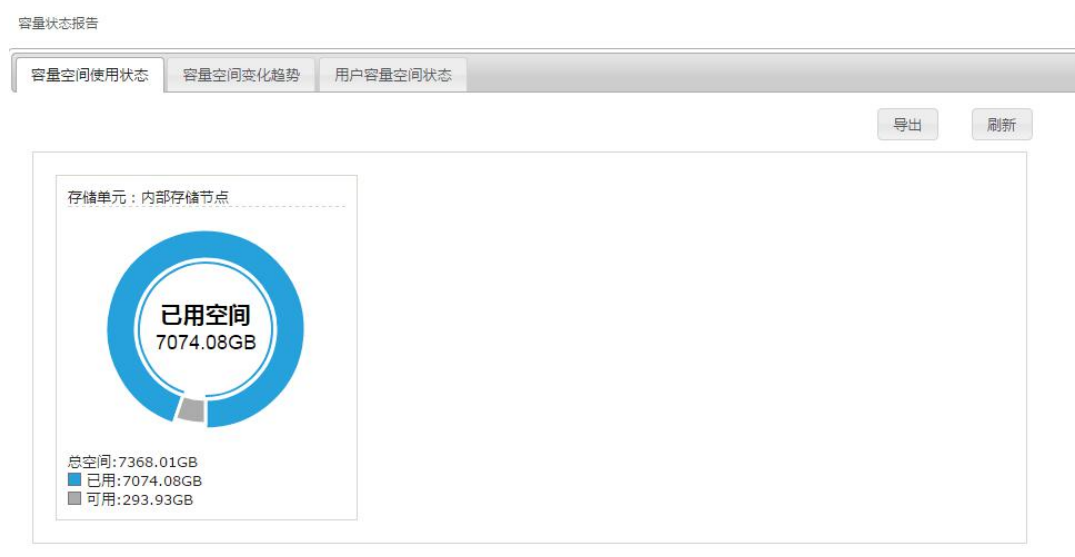 容量状态报告
容量空间使用状态 容量空间变化趋势 用户容量空间状态
导出 刷新
存储单元：内部存储节点
已用空间
7074.08GB
总空间:7368.01GB
已用:7074.08GB
可用:293.93GB